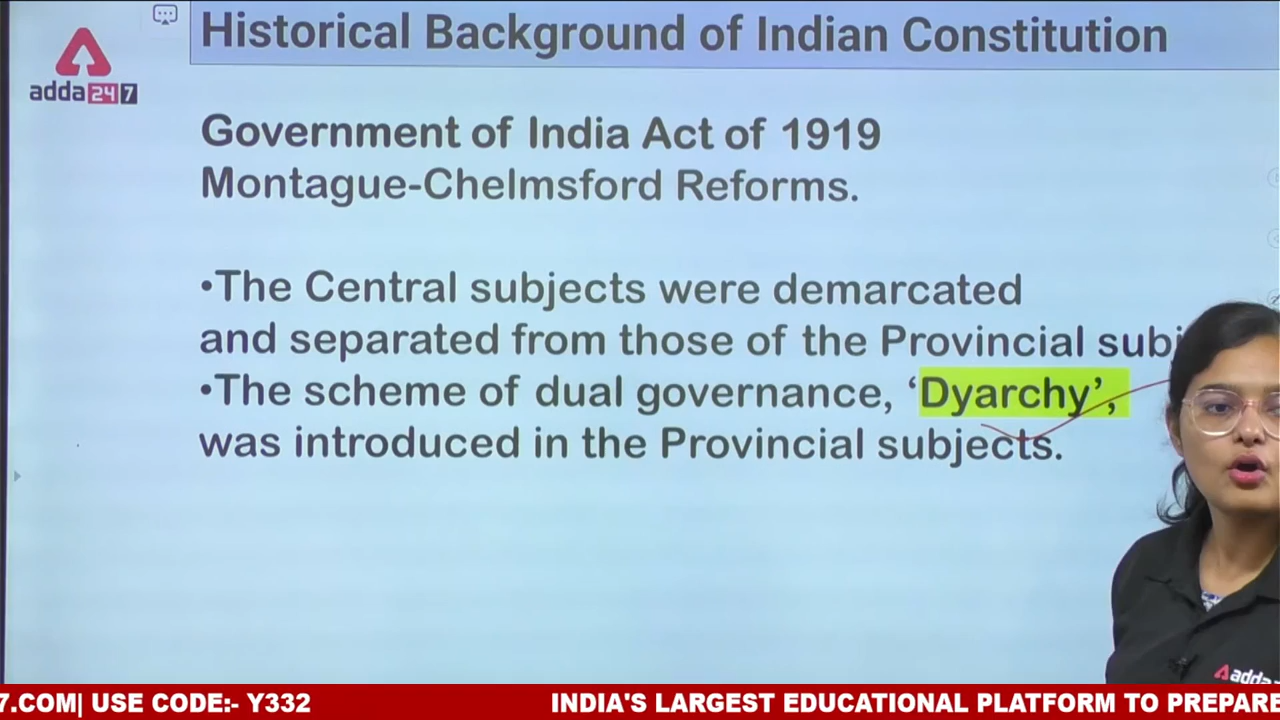 Historical Background of Indian Constitution
adda247
Government of India Act of 1919
Montague-Chelmsford Reforms.
•The Central subjects were demarcated
and separated from those of the Provincial subj
•The scheme of dual governance, ‘Dyarchy’,
was introduced in the Provincial subjects.
adda
7.COM| USE CODE:- Y332 INDIA'S LARGEST EDUCATIONAL PLATFORM TO PREPARE